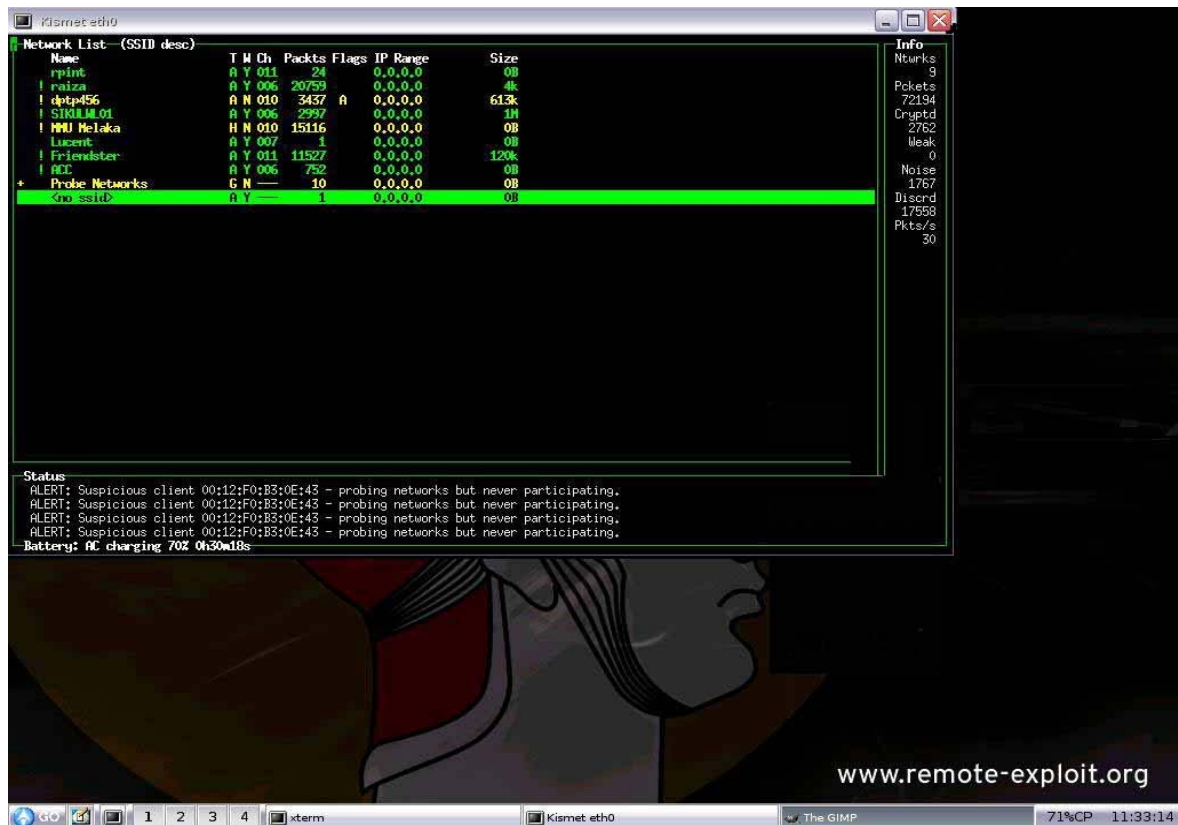 Kismet eth0
Network List (SSID desc)
Name T W Ch Packts Flags IP Range Size
rpint A Y 011 24 0.0.0.0 0B
! raiza A Y 006 20759 0.0.0.0 4k
! dptp456 A N 010 3437 A 0.0.0.0 613k
! SIKULWL01 A Y 006 2997 0.0.0.0 1M
! MMU Melaka H N 010 15116 0.0.0.0 0B
Lucent A Y 007 1 0.0.0.0 0B
! Friendster A Y 011 11527 0.0.0.0 120k
! ACC A Y 006 752 0.0.0.0 0B
+ Probe Networks G N --- 10 0.0.0.0 0B
<no ssid> A Y --- 1 0.0.0.0 0B
Info
Ntwrks
9
Pckets
72194
Cryptd
2762
Weak
0
Noise
1767
Discrd
17558
Pkts/s
30
Status
ALERT: Suspicious client 00:12:F0:B3:0E:43 - probing networks but never participating.
ALERT: Suspicious client 00:12:F0:B3:0E:43 - probing networks but never participating.
ALERT: Suspicious client 00:12:F0:B3:0E:43 - probing networks but never participating.
ALERT: Suspicious client 00:12:F0:B3:0E:43 - probing networks but never participating.
Battery: AC charging 70% 0h30m18s
www.remote-exploit.org
GO 1 2 3 4 xterm Kismet eth0 The GIMP 71%CP 11:33:14